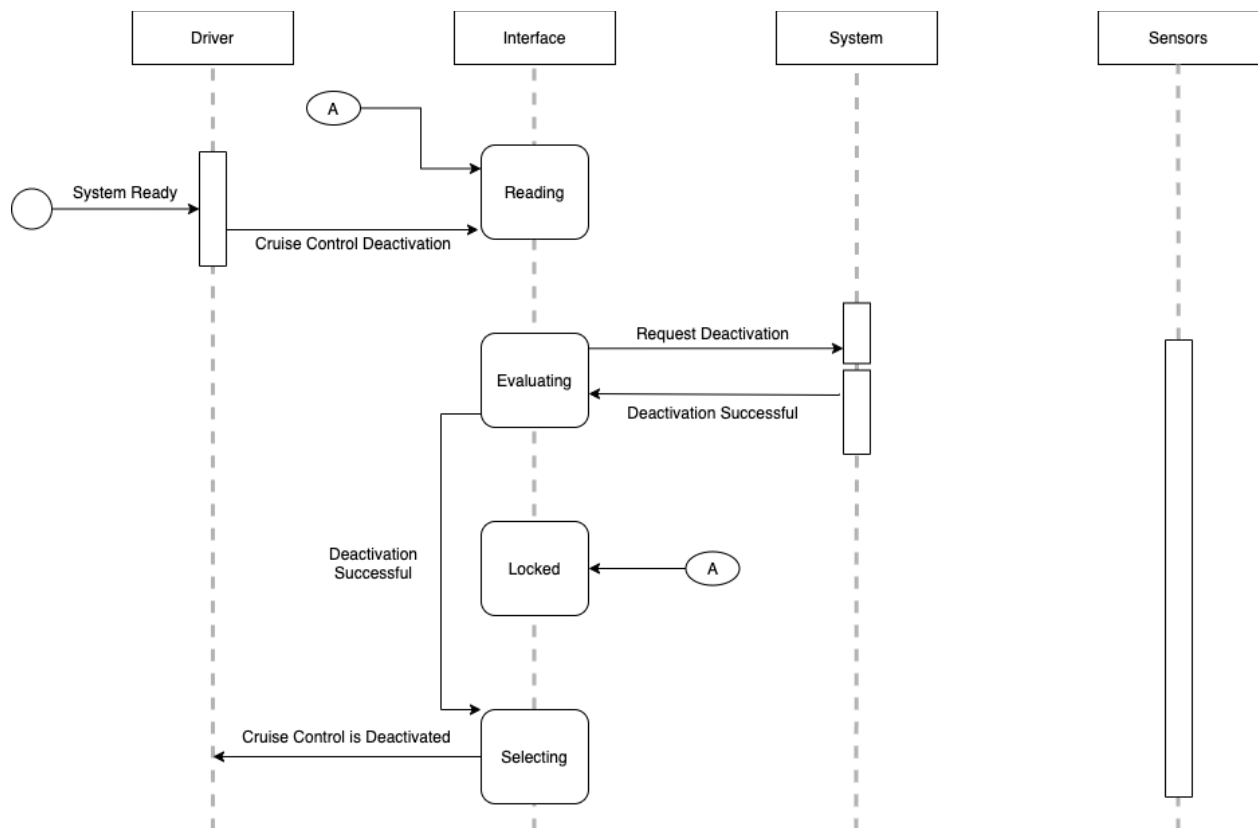 Driver
Interface
System
Sensors
A
System Ready
Reading
Cruise Control Deactivation
Request Deactivation
Evaluating
Deactivation Successful
Deactivation
Successful
Locked
A
Cruise Control is Deactivated
Selecting